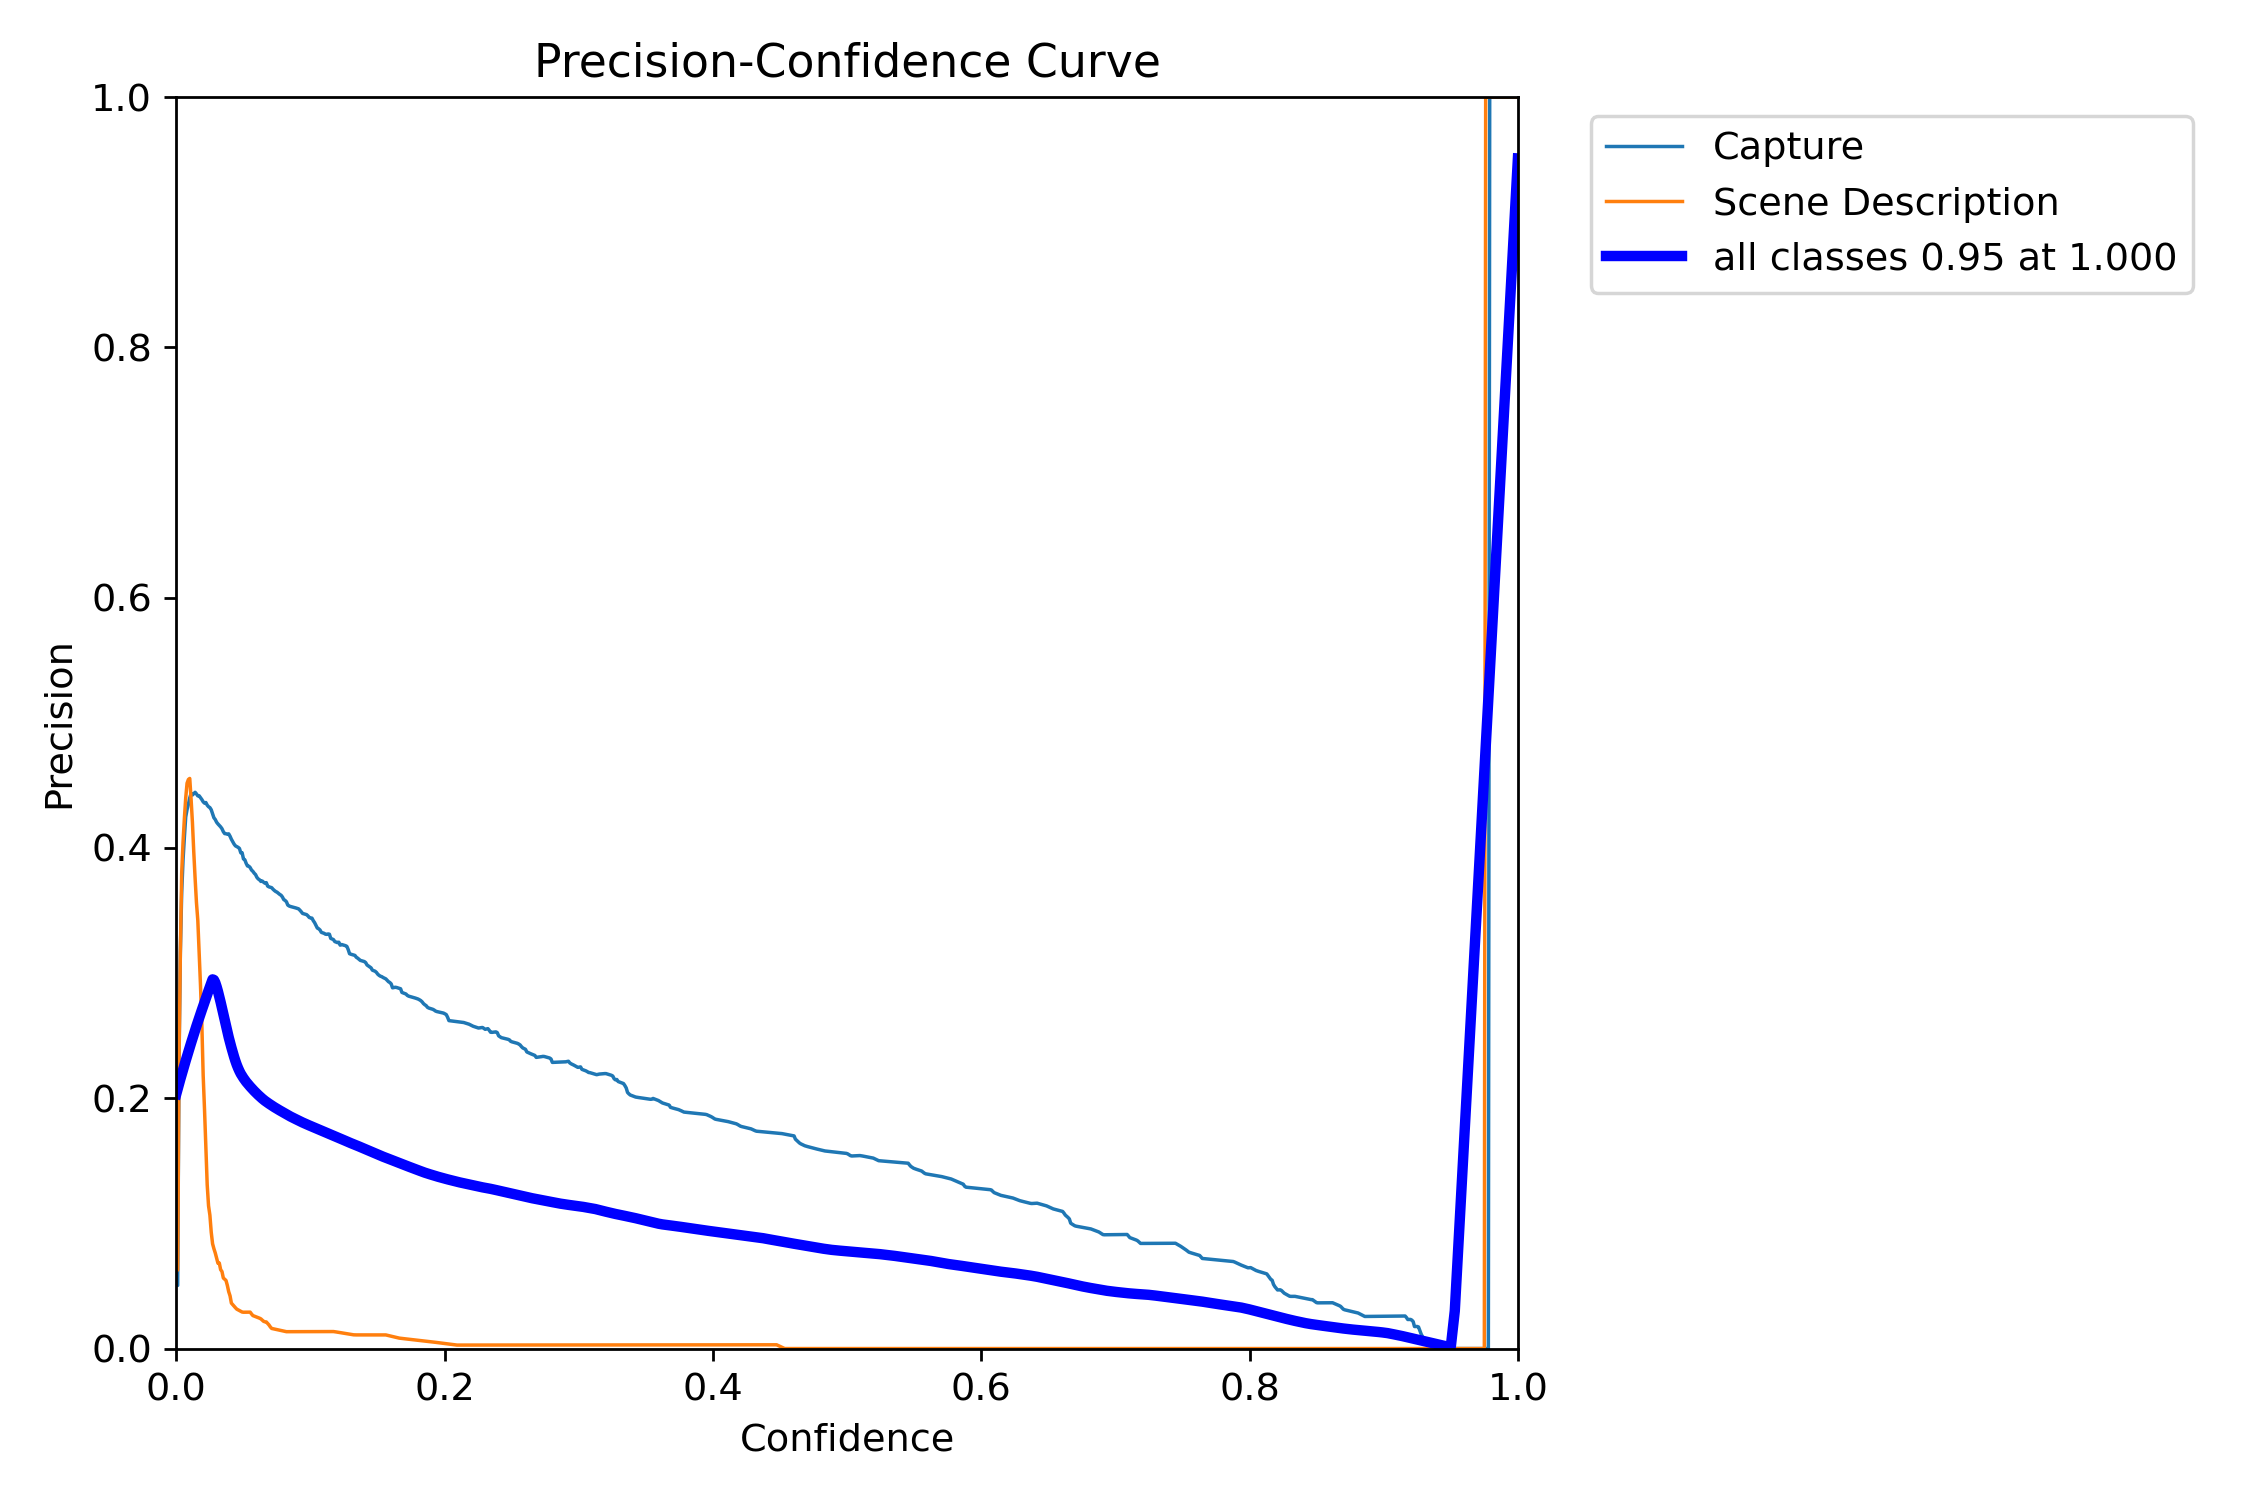 Precision-Confidence Curve
1.0
0.8
0.6
0.4
0.2
0.0
Precision
0.0 0.2 0.4 0.6 0.8 1.0
Confidence
Capture
Scene Description
all classes 0.95 at 1.000